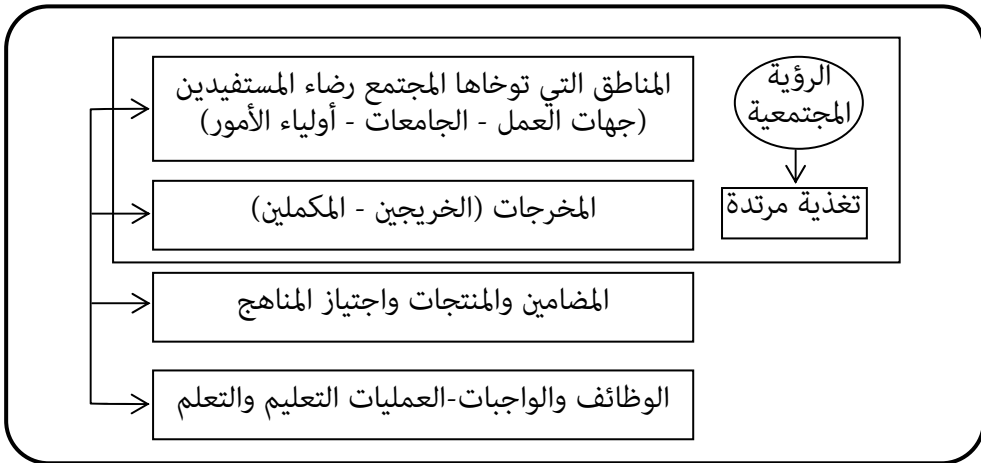 الرؤية
المجتمعية
تغذية مرتدة
المناطق التي توخاها المجتمع رضاء المستفيدين
(جهات العمل - الجامعات - أولياء الأمور)
المخرجات (الخريجين - المكملين)
المضامين والمنتجات واجتياز المناهج
الوظائف والواجبات-العمليات التعليم والتعلم